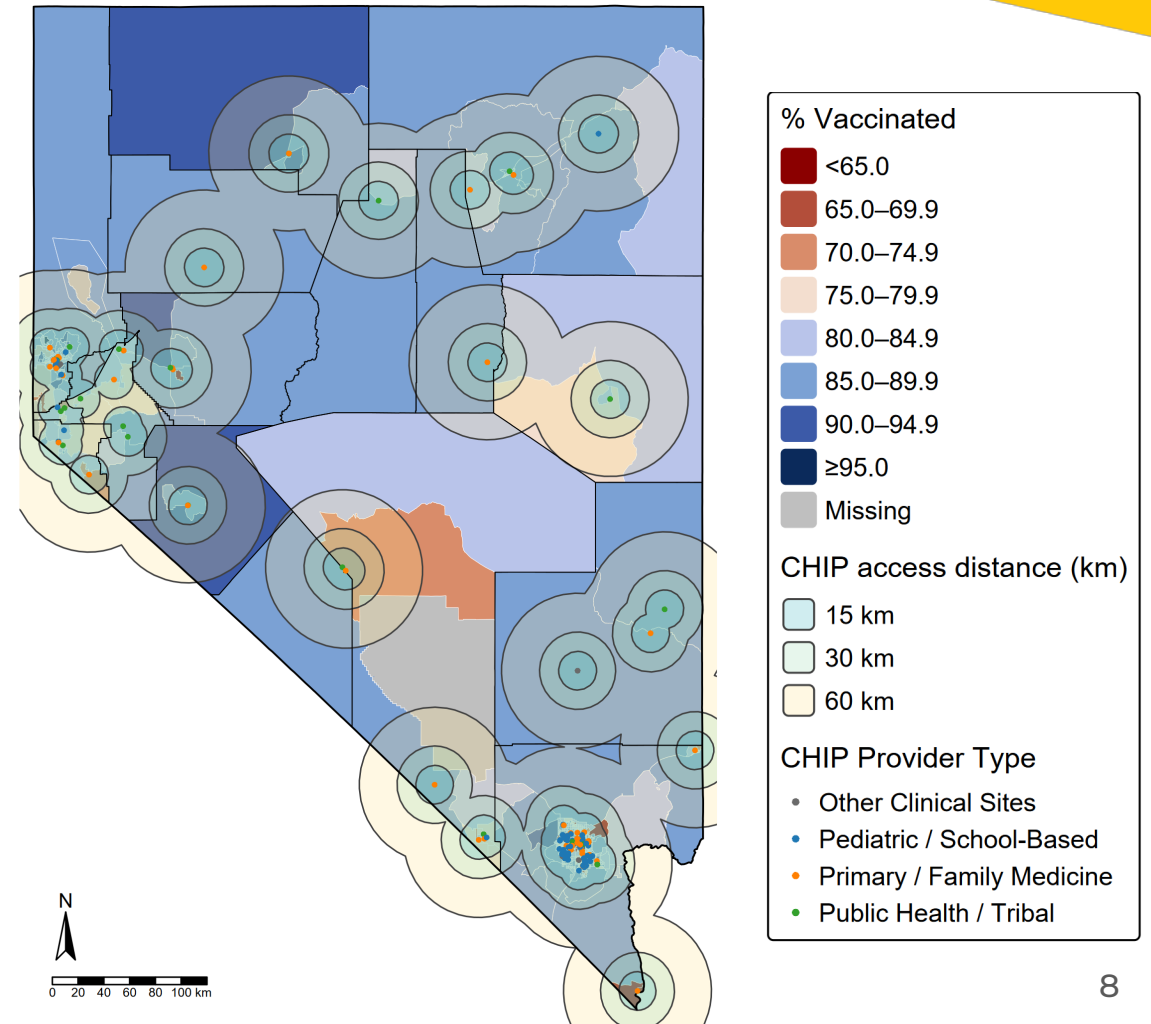 % Vaccinated
<65.0
65.0–69.9
70.0–74.9
75.0–79.9
80.0–84.9
85.0–89.9
90.0–94.9
≥95.0
Missing
CHIP access distance (km)
15 km
30 km
60 km
CHIP Provider Type
Other Clinical Sites
Pediatric / School-Based
Primary / Family Medicine
Public Health / Tribal
N
0 20 40 60 80 100 km
8